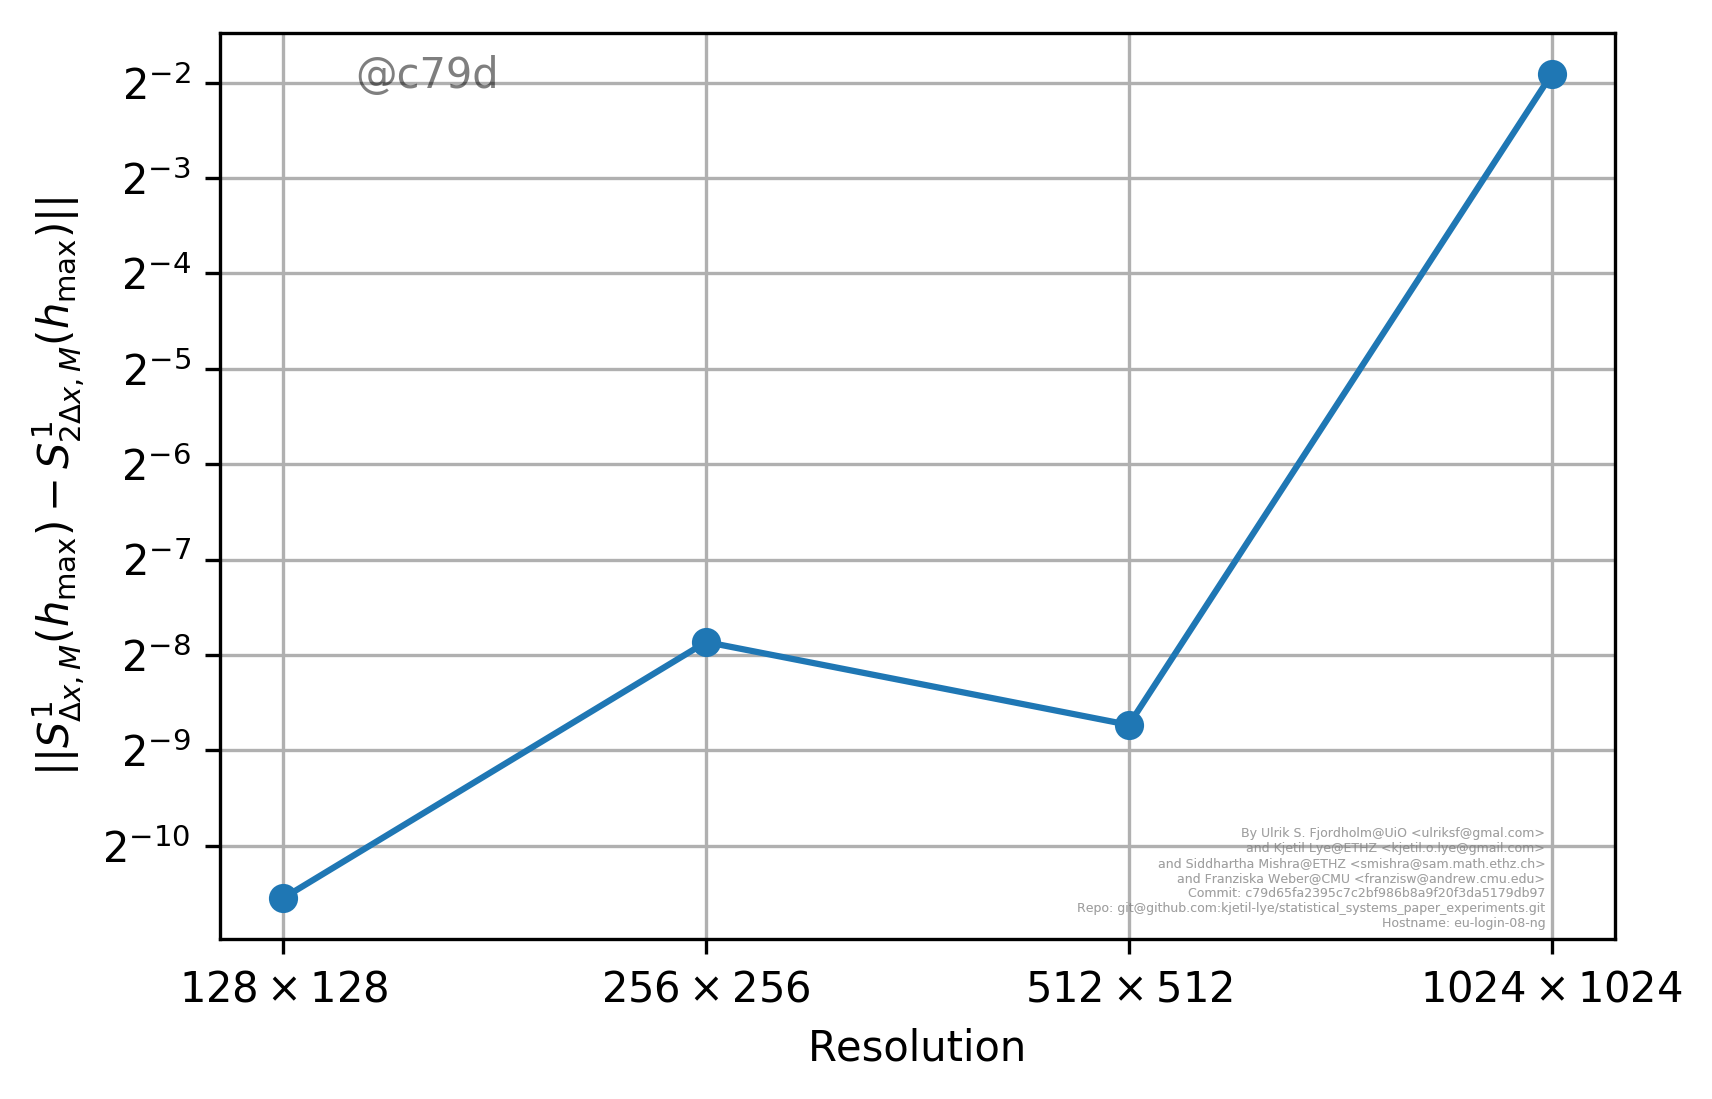 @c79d
2⁻²
2⁻³
2⁻⁴
2⁻⁵
2⁻⁶
2⁻⁷
2⁻⁸
2⁻⁹
2⁻¹⁰
||S¹_{Δx,M}(h_max) − S¹_{2Δx,M}(h_max)||
By Ulrik S. Fjordholm@UiO <ulriksf@gmal.com>
and Kjetil Lye@ETHZ <kjetil.o.lye@gmail.com>
and Siddhartha Mishra@ETHZ <smishra@sam.math.ethz.ch>
and Franziska Weber@CMU <franzisw@andrew.cmu.edu>
Commit: c79d65fa2395c7c2bf986b8a9f20f3da5179db97
Repo: git@github.com:kjetil-lye/statistical_systems_paper_experiments.git
Hostname: eu-login-08-ng
128 × 128 256 × 256 512 × 512 1024 × 1024
Resolution